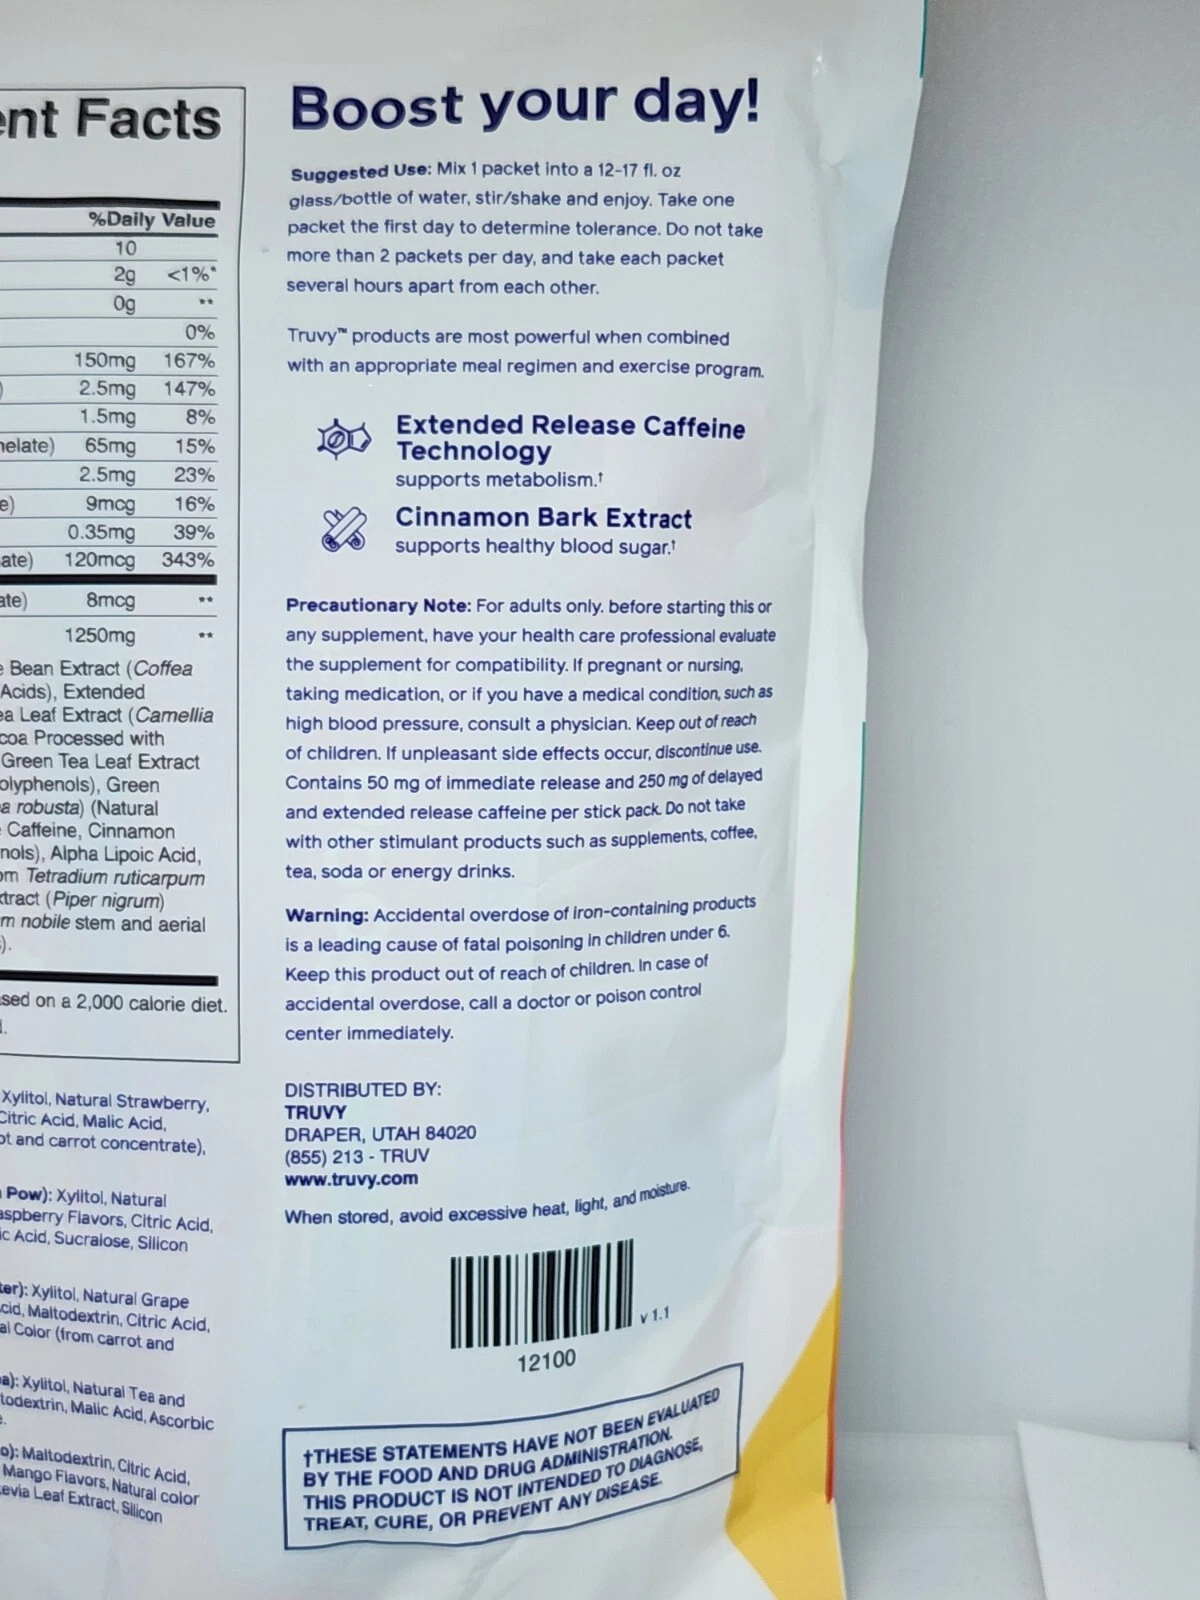 ent Facts
%Daily Value
10
2g <1%*
0g **
0%
150mg 167%
) 2.5mg 147%
1.5mg 8%
helate) 65mg 15%
2.5mg 23%
e) 9mcg 16%
0.35mg 39%
ate) 120mcg 343%
ate) 8mcg **
1250mg **
e Bean Extract (Coffea
Acids), Extended
ea Leaf Extract (Camellia
coa Processed with
Green Tea Leaf Extract
olyphenols), Green
a robusta) (Natural
Caffeine, Cinnamon
nols), Alpha Lipoic Acid,
om Tetradium ruticarpum
xtract (Piper nigrum)
m nobile stem and aerial
).
ased on a 2,000 calorie diet.
d.
Xylitol, Natural Strawberry,
Citric Acid, Malic Acid,
ot and carrot concentrate),
Pow): Xylitol, Natural
aspberry Flavors, Citric Acid,
ic Acid, Sucralose, Silicon
ter): Xylitol, Natural Grape
cid, Maltodextrin, Citric Acid,
al Color (from carrot and
a): Xylitol, Natural Tea and
todextrin, Malic Acid, Ascorbic
e.
o): Maltodextrin, Citric Acid,
Mango Flavors, Natural color
evia Leaf Extract, Silicon
Boost your day!
Suggested Use: Mix 1 packet into a 12-17 fl. oz
glass/bottle of water, stir/shake and enjoy. Take one
packet the first day to determine tolerance. Do not take
more than 2 packets per day, and take each packet
several hours apart from each other.
Truvy™ products are most powerful when combined
with an appropriate meal regimen and exercise program.
Extended Release Caffeine
Technology
supports metabolism.†
Cinnamon Bark Extract
supports healthy blood sugar.†
Precautionary Note: For adults only. before starting this or
any supplement, have your health care professional evaluate
the supplement for compatibility. If pregnant or nursing,
taking medication, or if you have a medical condition, such as
high blood pressure, consult a physician. Keep out of reach
of children. If unpleasant side effects occur, discontinue use.
Contains 50 mg of immediate release and 250 mg of delayed
and extended release caffeine per stick pack. Do not take
with other stimulant products such as supplements, coffee,
tea, soda or energy drinks.
Warning: Accidental overdose of iron-containing products
is a leading cause of fatal poisoning in children under 6.
Keep this product out of reach of children. In case of
accidental overdose, call a doctor or poison control
center immediately.
DISTRIBUTED BY:
TRUVY
DRAPER, UTAH 84020
(855) 213 - TRUV
www.truvy.com
When stored, avoid excessive heat, light, and moisture.
v 1.1
12100
†THESE STATEMENTS HAVE NOT BEEN EVALUATED
BY THE FOOD AND DRUG ADMINISTRATION.
THIS PRODUCT IS NOT INTENDED TO DIAGNOSE,
TREAT, CURE, OR PREVENT ANY DISEASE.